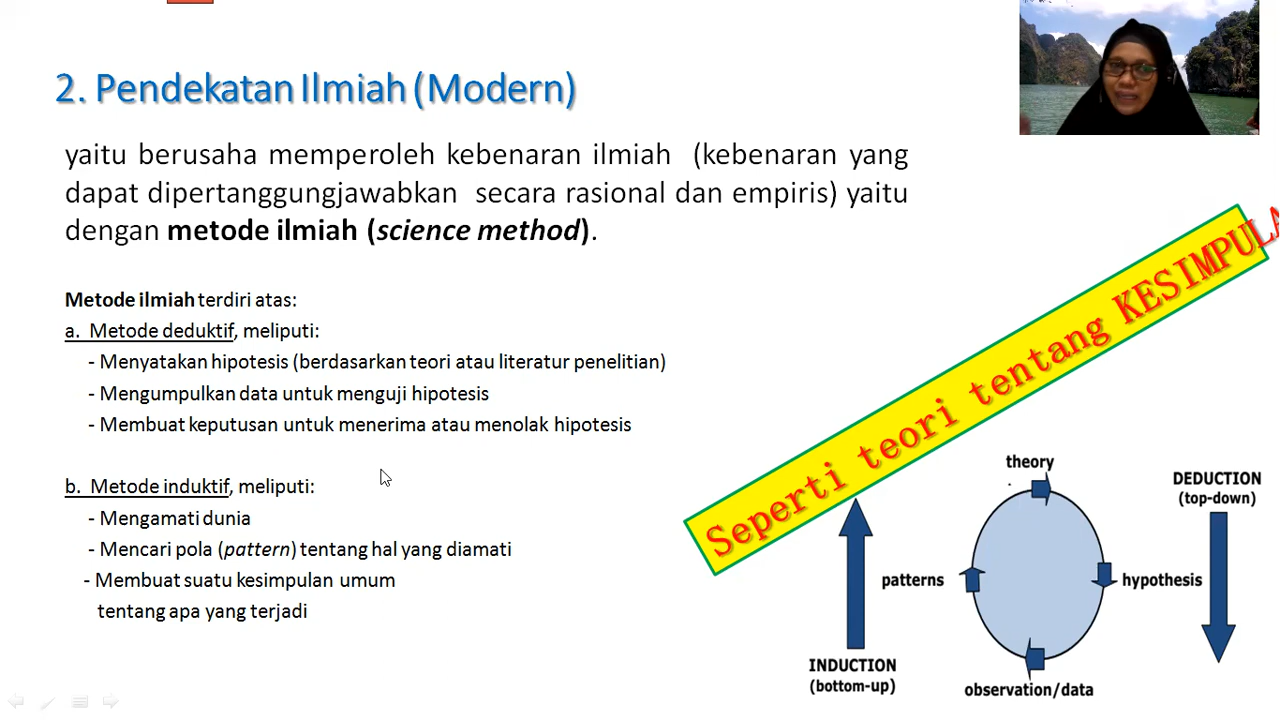 2. Pendekatan Ilmiah (Modern)
yaitu berusaha memperoleh kebenaran ilmiah (kebenaran yang
dapat dipertanggungjawabkan secara rasional dan empiris) yaitu
dengan metode ilmiah (science method).
Metode ilmiah terdiri atas:
a. Metode deduktif, meliputi:
- Menyatakan hipotesis (berdasarkan teori atau literatur penelitian)
- Mengumpulkan data untuk menguji hipotesis
- Membuat keputusan untuk menerima atau menolak hipotesis
b. Metode induktif, meliputi:
- Mengamati dunia
- Mencari pola (pattern) tentang hal yang diamati
- Membuat suatu kesimpulan umum
tentang apa yang terjadi
Seperti teori tentang KESIMPULA
theory
DEDUCTION
(top-down)
patterns
hypothesis
INDUCTION
(bottom-up)
observation/data